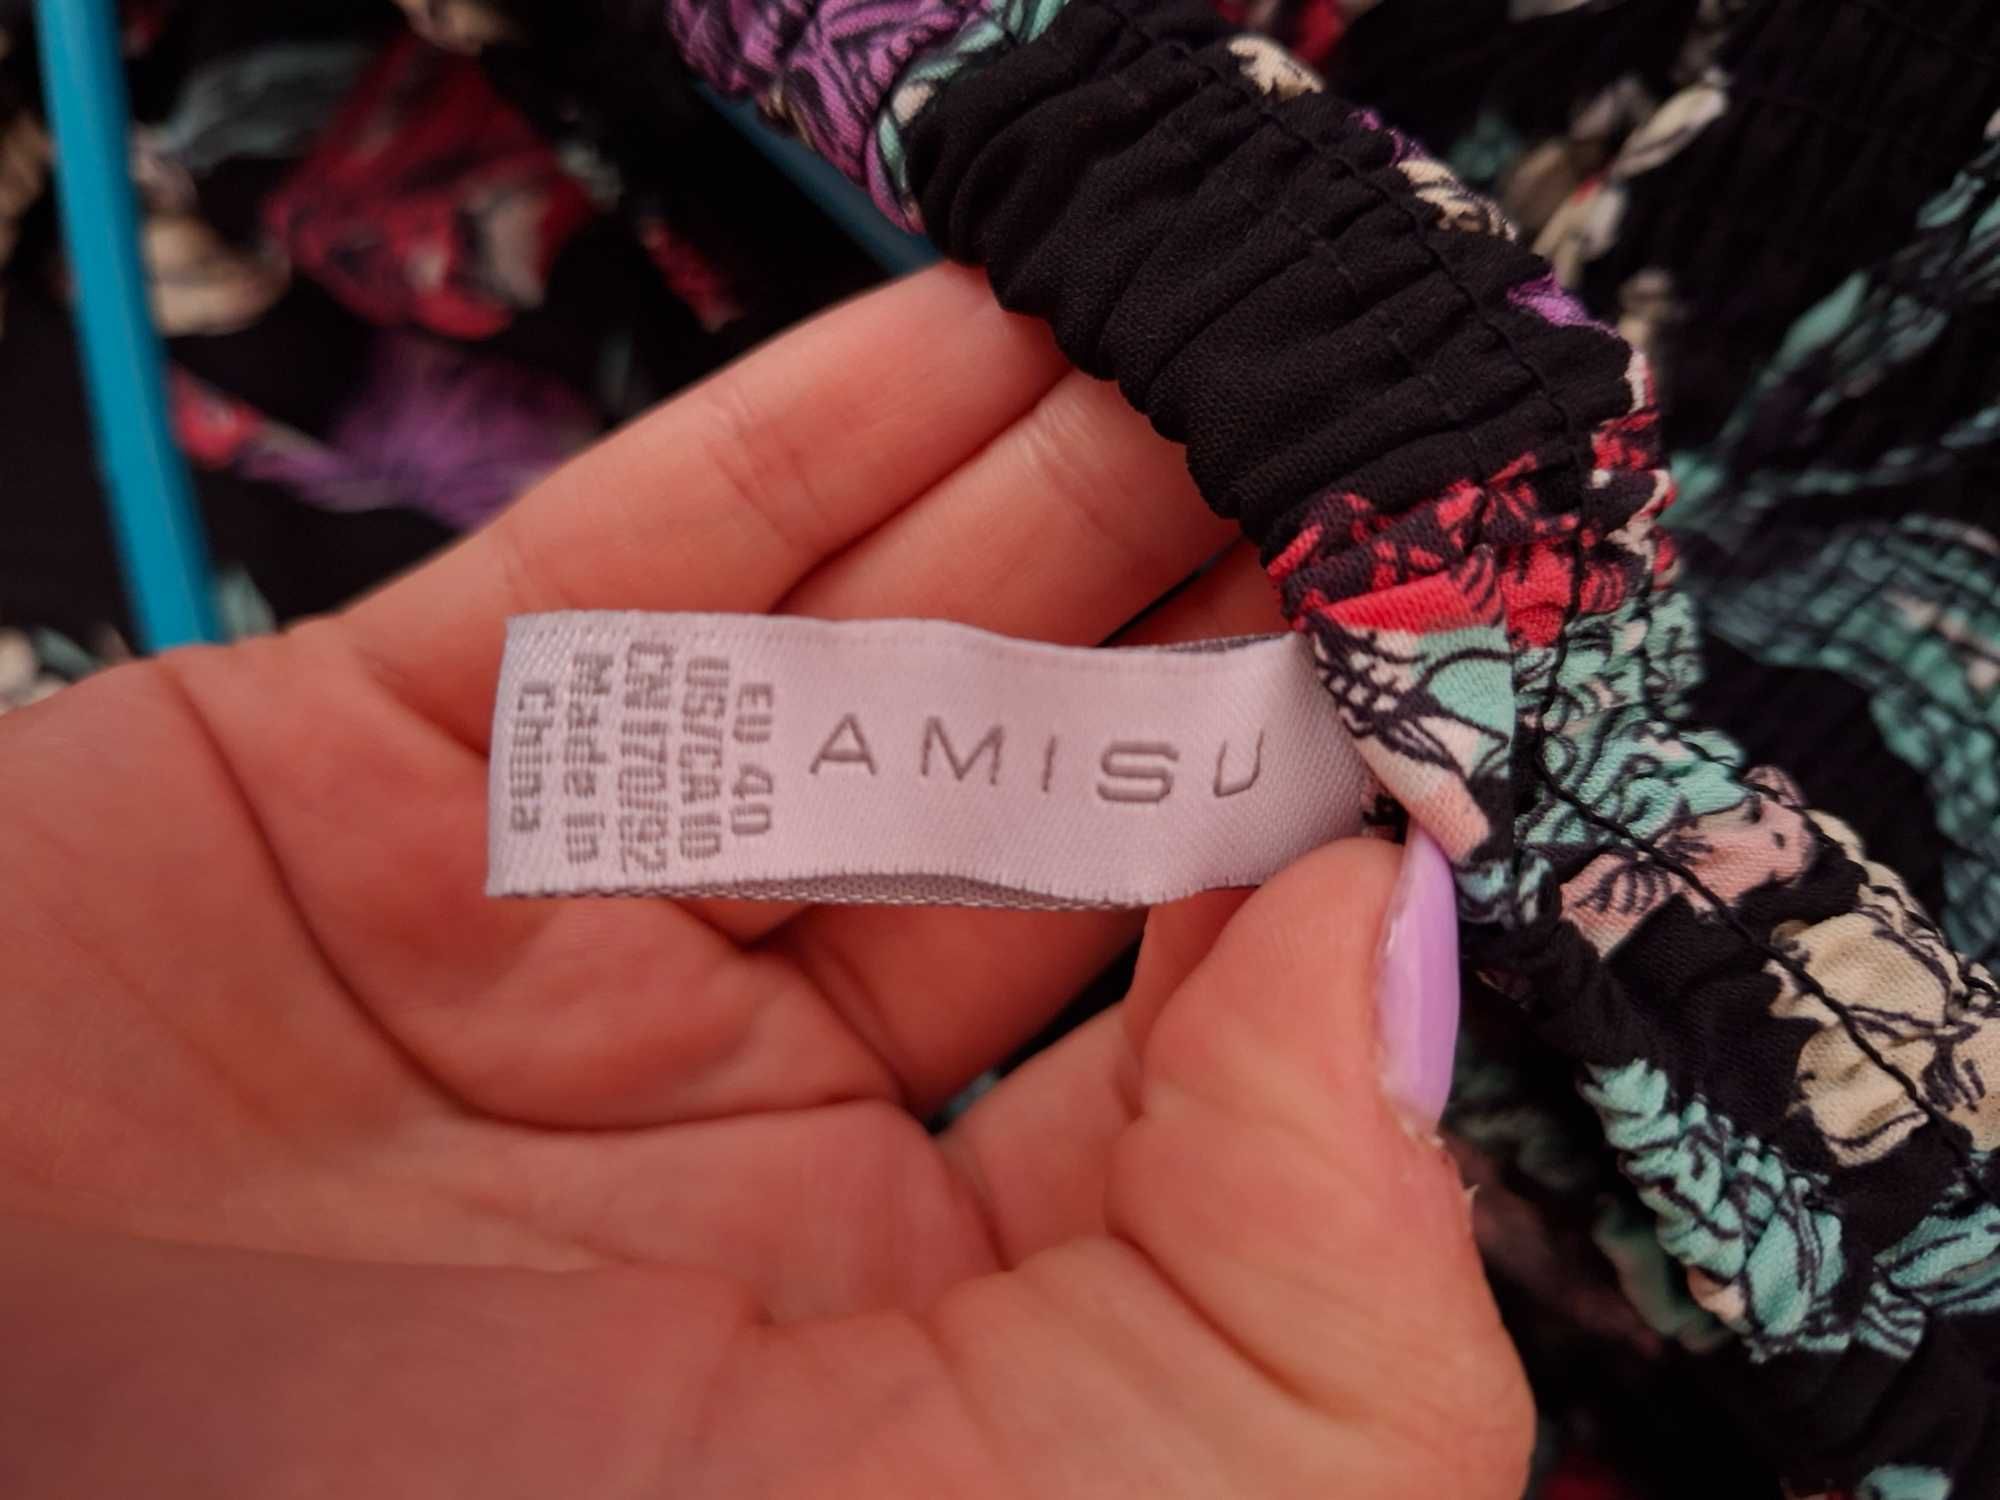 AMISU
EU 40
US/CA 10
CN 170/92
Made in
China